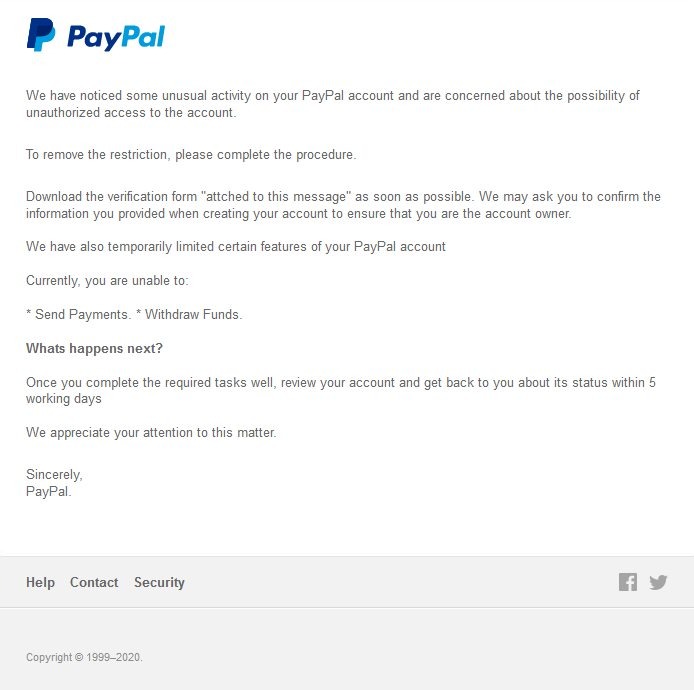 PayPal
We have noticed some unusual activity on your PayPal account and are concerned about the possibility of
unauthorized access to the account.
To remove the restriction, please complete the procedure.
Download the verification form "attched to this message" as soon as possible. We may ask you to confirm the
information you provided when creating your account to ensure that you are the account owner.
We have also temporarily limited certain features of your PayPal account
Currently, you are unable to:
* Send Payments. * Withdraw Funds.
Whats happens next?
Once you complete the required tasks well, review your account and get back to you about its status within 5
working days
We appreciate your attention to this matter.
Sincerely,
PayPal.
Help Contact Security
Copyright © 1999–2020.